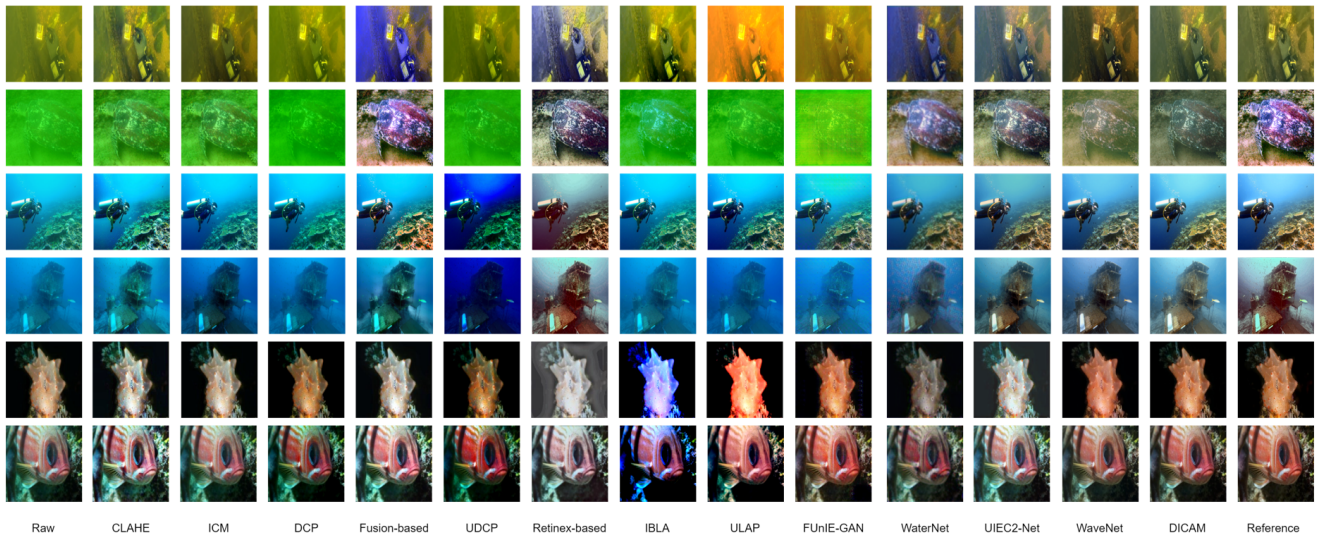 Raw CLAHE ICM DCP Fusion-based UDCP Retinex-based IBLA ULAP FUnIE-GAN WaterNet UIEC2-Net WaveNet DICAM Reference